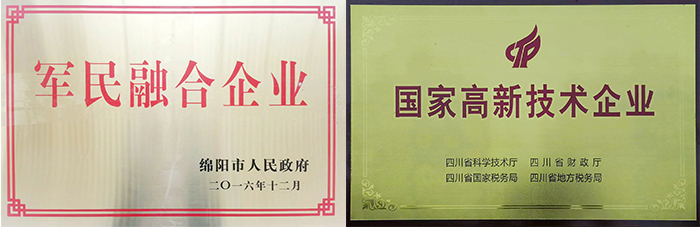 军民融合企业
绵阳市人民政府
二〇一六年十二月
CTP
国家高新技术企业
四川省科学技术厅 四川省财政厅
四川省国家税务局 四川省地方税务局